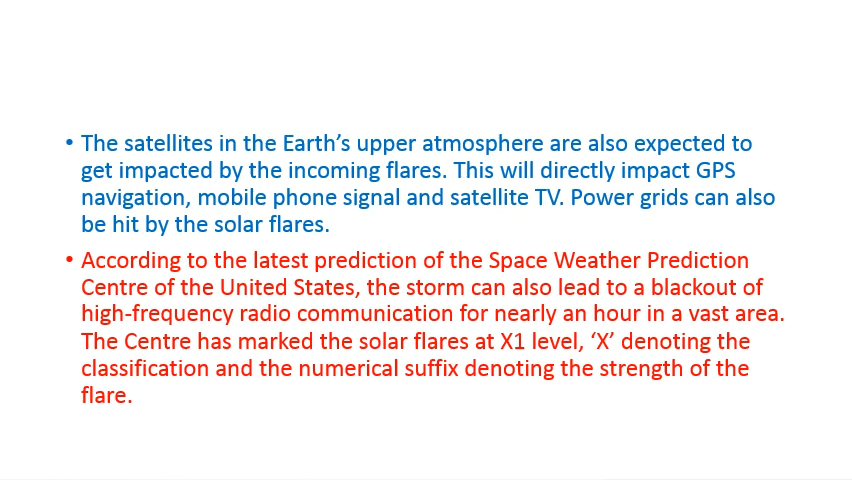 • The satellites in the Earth’s upper atmosphere are also expected to
get impacted by the incoming flares. This will directly impact GPS
navigation, mobile phone signal and satellite TV. Power grids can also
be hit by the solar flares.
• According to the latest prediction of the Space Weather Prediction
Centre of the United States, the storm can also lead to a blackout of
high-frequency radio communication for nearly an hour in a vast area.
The Centre has marked the solar flares at X1 level, ‘X’ denoting the
classification and the numerical suffix denoting the strength of the
flare.